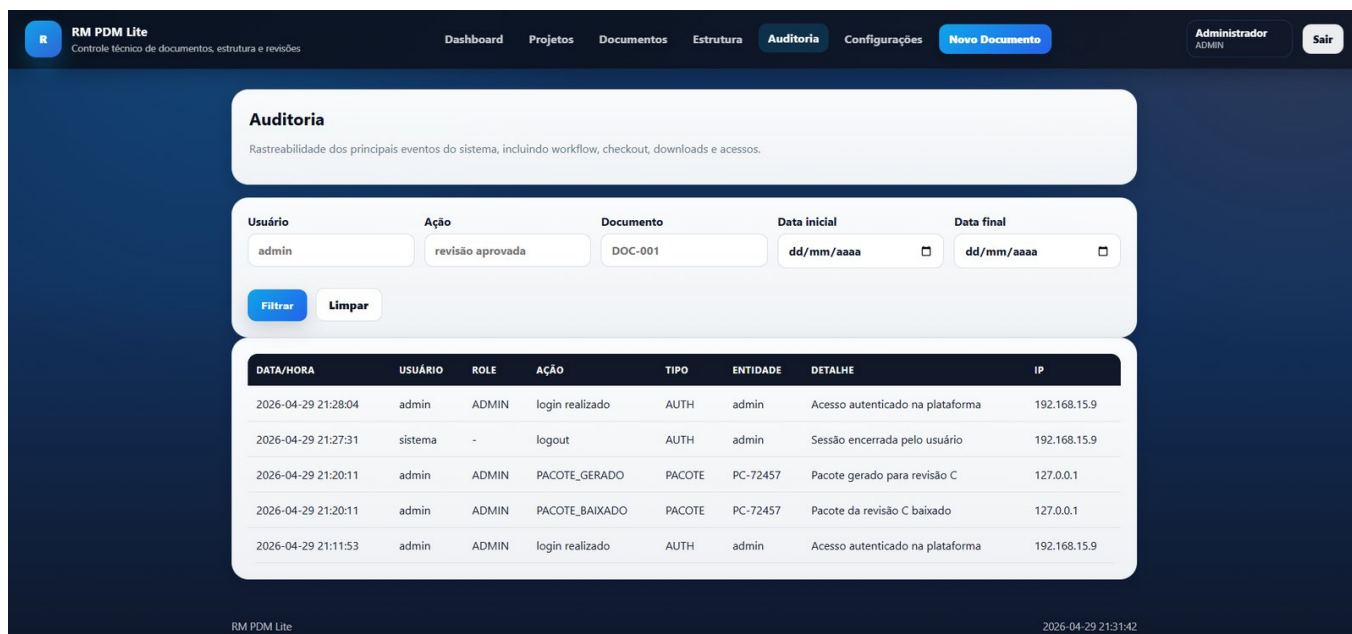 R
RM PDM Lite
Controle técnico de documentos, estrutura e revisões
Dashboard Projetos Documentos Estrutura Auditoria Configurações Novo Documento
Administrador
ADMIN
Sair
Auditoria
Rastreabilidade dos principais eventos do sistema, incluindo workflow, checkout, downloads e acessos.
Usuário Ação Documento Data inicial Data final
admin revisão aprovada DOC-001 dd/mm/aaaa dd/mm/aaaa
Filtrar Limpar
DATA/HORA USUÁRIO ROLE AÇÃO TIPO ENTIDADE DETALHE IP
2026-04-29 21:28:04 admin ADMIN login realizado AUTH admin Acesso autenticado na plataforma 192.168.15.9
2026-04-29 21:27:31 sistema - logout AUTH admin Sessão encerrada pelo usuário 192.168.15.9
2026-04-29 21:20:11 admin ADMIN PACOTE_GERADO PACOTE PC-72457 Pacote gerado para revisão C 127.0.0.1
2026-04-29 21:20:11 admin ADMIN PACOTE_BAIXADO PACOTE PC-72457 Pacote da revisão C baixado 127.0.0.1
2026-04-29 21:11:53 admin ADMIN login realizado AUTH admin Acesso autenticado na plataforma 192.168.15.9
RM PDM Lite 2026-04-29 21:31:42